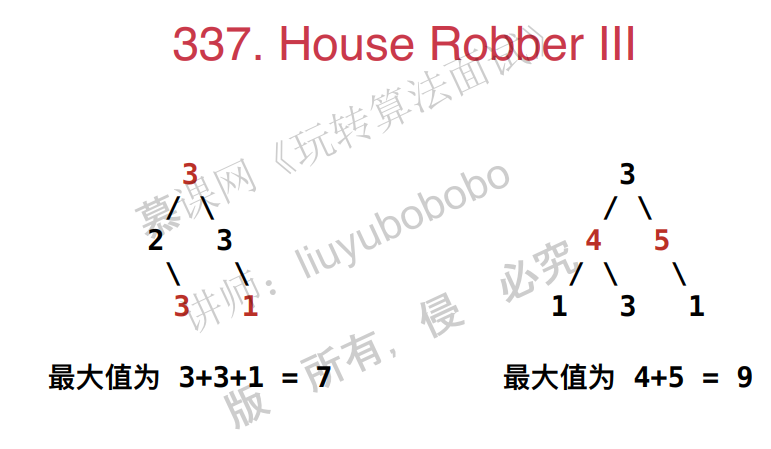 337. House Robber III
慕课网《玩转算法面试》
讲师：liuyubobobo
版 所有，侵 必究
3
/ \
2 3
\ \
3 1
最大值为 3+3+1 = 7
3
/ \
4 5
/ \ \
1 3 1
最大值为 4+5 = 9